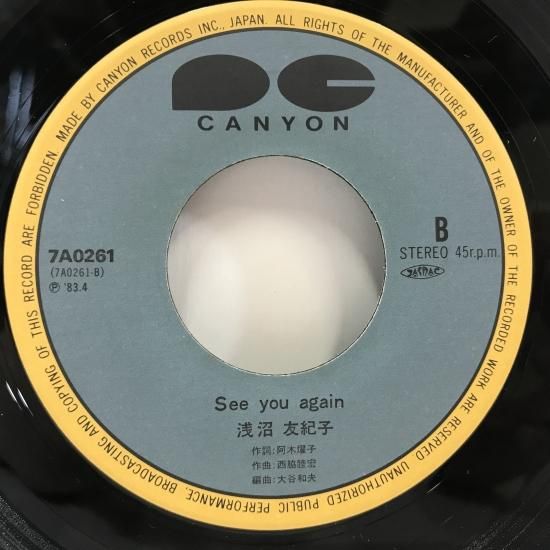 MADE BY CANYON RECORDS INC., JAPAN. ALL RIGHTS OF THE MANUFACTURER AND OF THE OWNER OF THE RECORDED WORK ARE RESERVED. UNAUTHORIZED PUBLIC PERFORMANCE, BROADCASTING AND COPYING OF THIS RECORD ARE FORBIDDEN.
CANYON
7A0261
(7A0261-B)
Ⓟ '83.4
B
STEREO 45r.p.m.
JASRAC
See you again
浅沼 友紀子
作詞:阿木燿子
作曲:西脇睦宏
編曲:大谷和夫